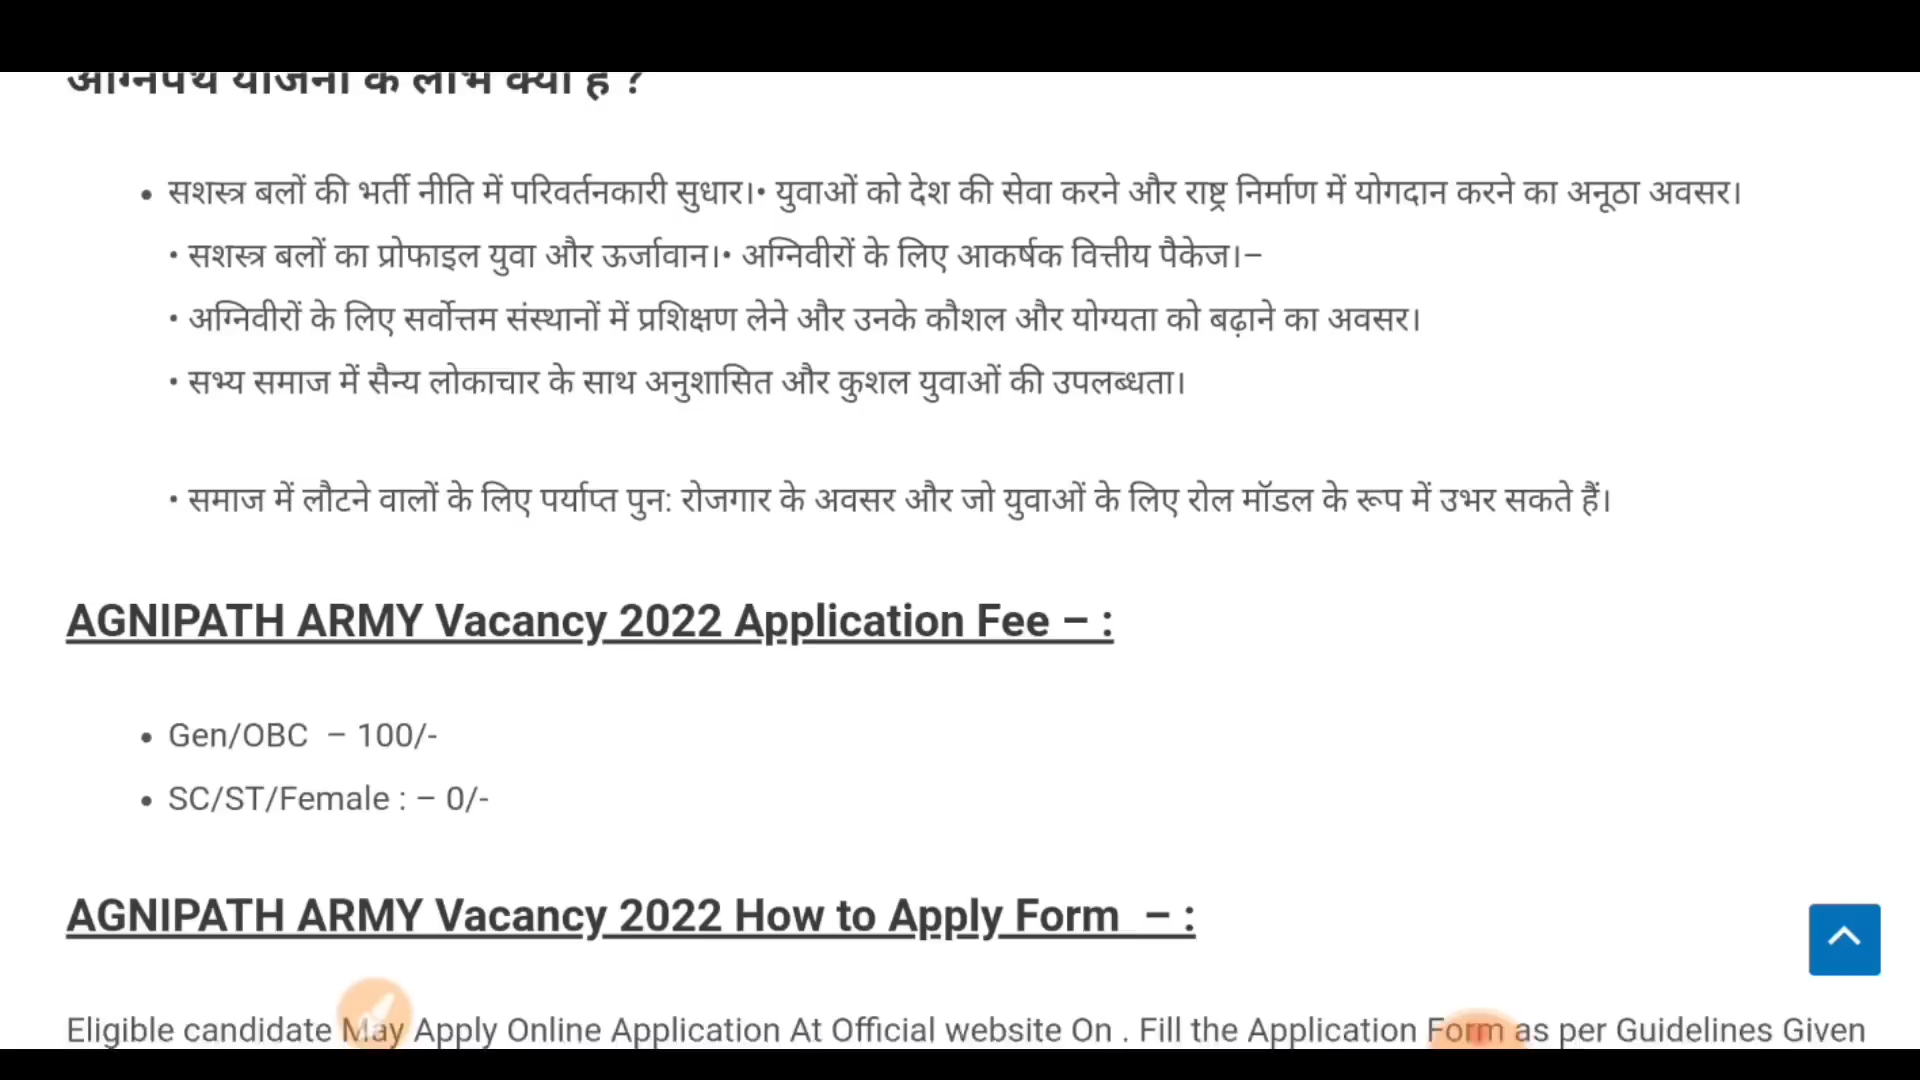 अग्निपथ योजना के लाभ क्या है ?
• सशस्त्र बलों की भर्ती नीति में परिवर्तनकारी सुधार।• युवाओं को देश की सेवा करने और राष्ट्र निर्माण में योगदान करने का अनूठा अवसर।
• सशस्त्र बलों का प्रोफाइल युवा और ऊर्जावान।• अग्निवीरों के लिए आकर्षक वित्तीय पैकेज।–
• अग्निवीरों के लिए सर्वोत्तम संस्थानों में प्रशिक्षण लेने और उनके कौशल और योग्यता को बढ़ाने का अवसर।
• सभ्य समाज में सैन्य लोकाचार के साथ अनुशासित और कुशल युवाओं की उपलब्धता।
• समाज में लौटने वालों के लिए पर्याप्त पुन: रोजगार के अवसर और जो युवाओं के लिए रोल मॉडल के रूप में उभर सकते हैं।
AGNIPATH ARMY Vacancy 2022 Application Fee – :
• Gen/OBC – 100/-
• SC/ST/Female : – 0/-
AGNIPATH ARMY Vacancy 2022 How to Apply Form – :
Eligible candidate May Apply Online Application At Official website On . Fill the Application Form as per Guidelines Given